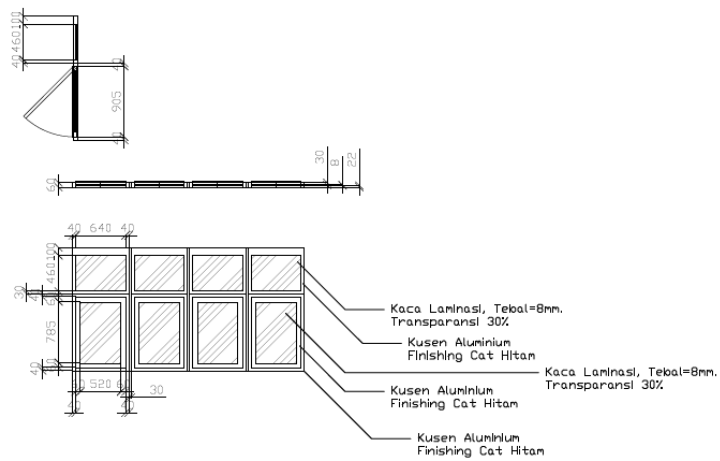 100
460
40
40
905
40
30
8
22
60
40 640 40
100
460
30
40
60
785
40
60 520 60
30
40
40
Kaca Laminasi, Tebal=8mm.
Transparansi 30%
Kusen Aluminium
Finishing Cat Hitam
Kaca Laminasi, Tebal=8mm.
Transparansi 30%
Kusen Aluminium
Finishing Cat Hitam
Kusen Aluminium
Finishing Cat Hitam